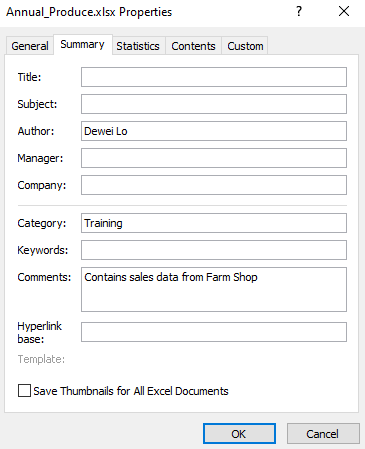 Annual_Produce.xlsx Properties ? ×
General Summary Statistics Contents Custom
Title:
Subject:
Author: Dewei Lo
Manager:
Company:
Category: Training
Keywords:
Comments: Contains sales data from Farm Shop
Hyperlink
base:
Template:
Save Thumbnails for All Excel Documents
OK Cancel